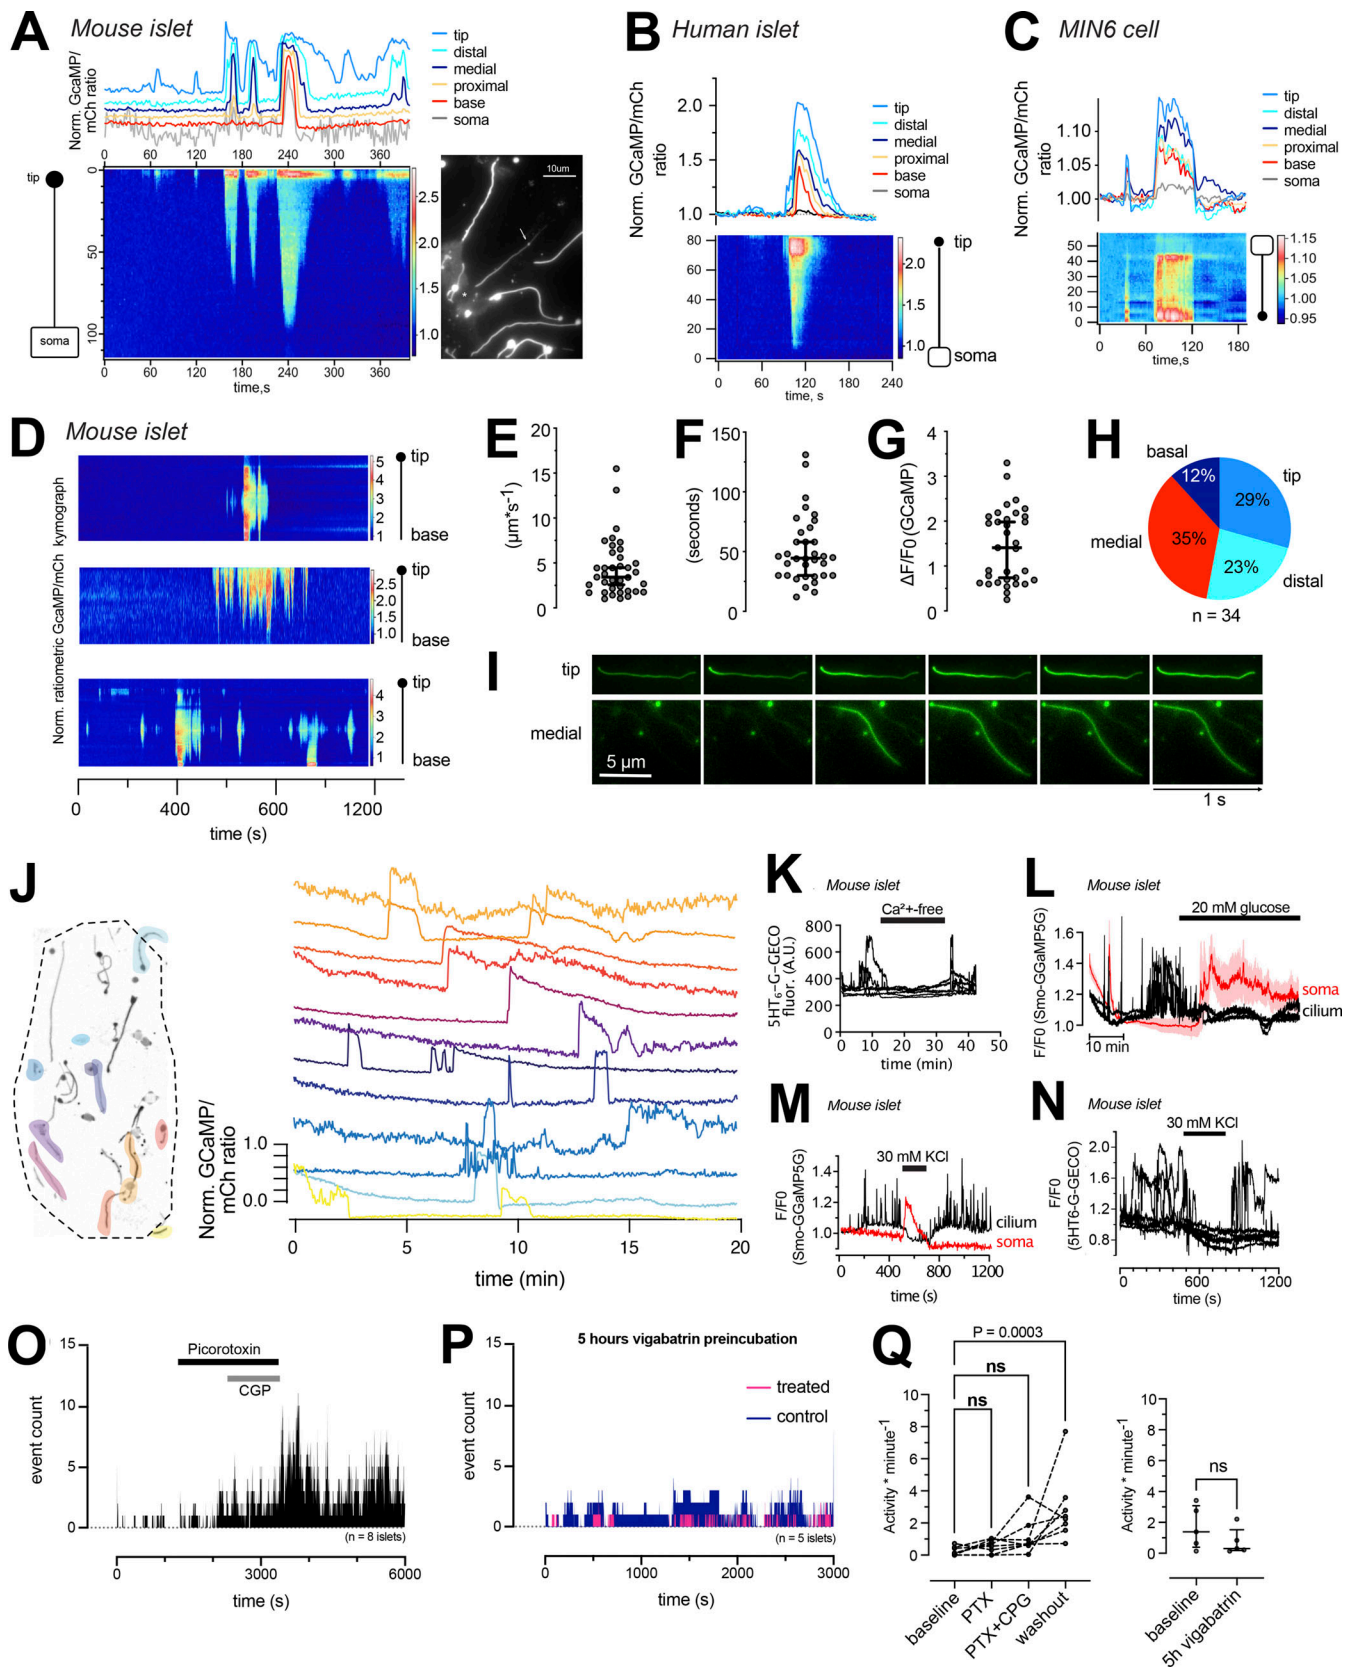 A Mouse islet
Norm. GcaMP/
mCh ratio
tip
distal
medial
proximal
base
soma
0 60 120 180 240 300 360
tip
soma
0
50
100
2.5
2.0
1.5
1.0
0 60 120 180 240 300 360
time,s
10um
*
B Human islet
Norm. GCaMP/mCh
ratio
2.0
1.5
1.0
tip
distal
medial
proximal
base
soma
80
60
40
20
0
2.0
1.0
tip
soma
0 60 120 180 240
time, s
C MIN6 cell
Norm. GCaMP/mCh
ratio
1.10
1.05
1.00
tip
distal
medial
proximal
base
soma
50
40
30
20
10
0
1.15
1.10
1.05
1.00
0.95
0 60 120 180
time,s
D Mouse islet
Norm. ratiometric GcaMP/mCh kymograph
5
4
3
2
1
tip
base
2.5
2.0
1.5
1.0
tip
base
4
3
2
1
tip
base
0 400 600 1200
time (s)
E
(µm*s-1)
20
15
10
5
0
F
(seconds)
150
100
50
0
G
ΔF/F0 (GCaMP)
4
3
2
1
0
H
basal
12%
tip
29%
medial
35%
23%
distal
n = 34
I
tip
medial
5 µm
1 s
J
Norm. GCaMP/
mCh ratio
1.0
0.0
0 5 10 15 20
time (min)
K Mouse islet
Ca²+-free
5HT6-G-GECO
fluor. (A.U.)
800
600
400
200
0
0 10 20 30 40 50
time (min)
L Mouse islet
20 mM glucose
F/F0 (Smo-GGaMP5G)
1.6
1.4
1.2
1.0
soma
cilium
10 min
M Mouse islet
30 mM KCl
F/F0
(Smo-GGaMP5G)
1.4
1.2
1.0
cilium
soma
0 400 800 1200
time (s)
N Mouse islet
30 mM KCl
F/F0
(5HT6-G-GECO)
2.0
1.6
1.2
0.8
0 600 1200
time (s)
O
Picorotoxin
CGP
event count
15
10
5
0
(n = 8 islets)
0 3000 6000
time (s)
P 5 hours vigabatrin preincubation
treated
control
event count
15
10
5
0
(n = 5 islets)
0 1000 2000 3000
time (s)
Q
P = 0.0003
ns
ns
Activity * minute-1
10
8
6
4
2
0
baseline
PTX
PTX+CPG
washout
ns
Activity * minute-1
10
8
6
4
2
0
baseline
5h vigabatrin